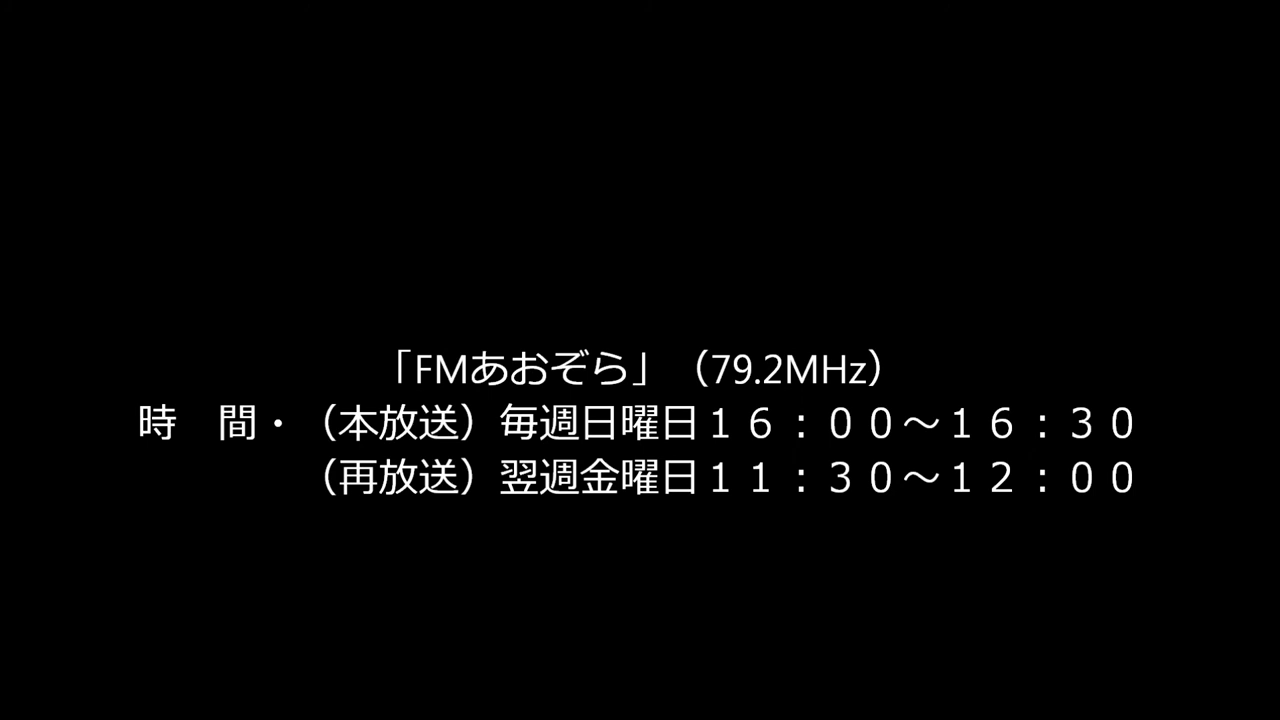 「FMあおぞら」（79.2MHz）
時　間・（本放送）毎週日曜日１６：００～１６：３０
（再放送）翌週金曜日１１：３０～１２：００